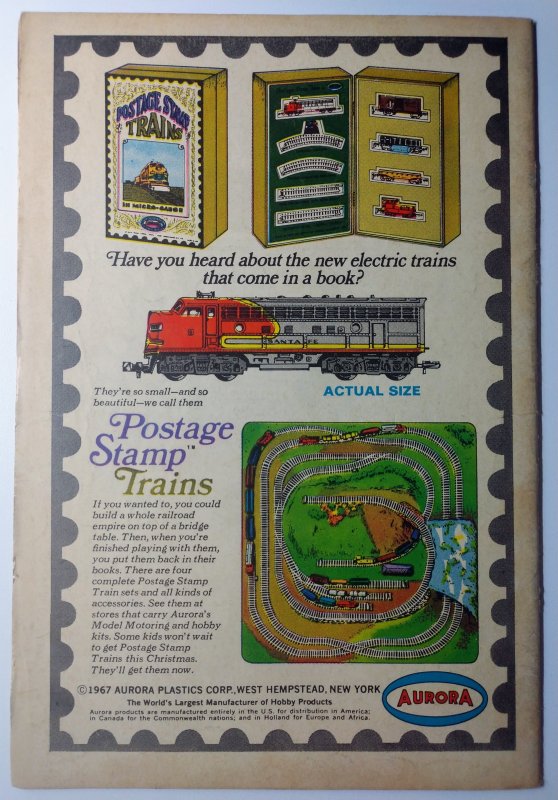 POSTAGE STAMP
TRAINS
IN MICRO-GAUGE
Have you heard about the new electric trains
that come in a book?
SANTA FE
They're so small—and so
beautiful—we call them
ACTUAL SIZE
Postage
Stamp™
Trains
If you wanted to, you could
build a whole railroad
empire on top of a bridge
table. Then, when you're
finished playing with them,
you put them back in their
books. There are four
complete Postage Stamp
Train sets and all kinds of
accessories. See them at
stores that carry Aurora's
Model Motoring and hobby
kits. Some kids won't wait
to get Postage Stamp
Trains this Christmas.
They'll get them now.
©1967 AURORA PLASTICS CORP., WEST HEMPSTEAD, NEW YORK
The World's Largest Manufacturer of Hobby Products
Aurora products are manufactured entirely in the U.S. for distribution in America;
in Canada for the Commonwealth nations; and in Holland for Europe and Africa.
AURORA